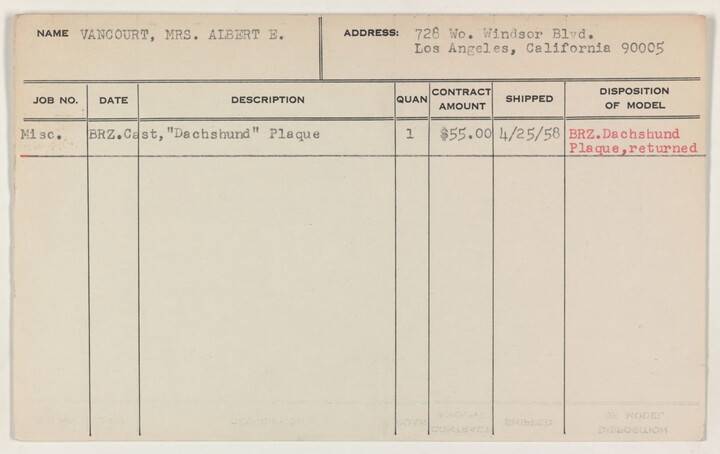 NAME VANCOURT, MRS. ALBERT E. ADDRESS: 728 Wo. Windsor Blvd.
Los Angeles, California 90005
JOB NO. DATE DESCRIPTION QUAN CONTRACT AMOUNT SHIPPED DISPOSITION OF MODEL
Misc. BRZ.Cast,"Dachshund" Plaque 1 $55.00 4/25/58 BRZ.Dachshund
Plaque,returned